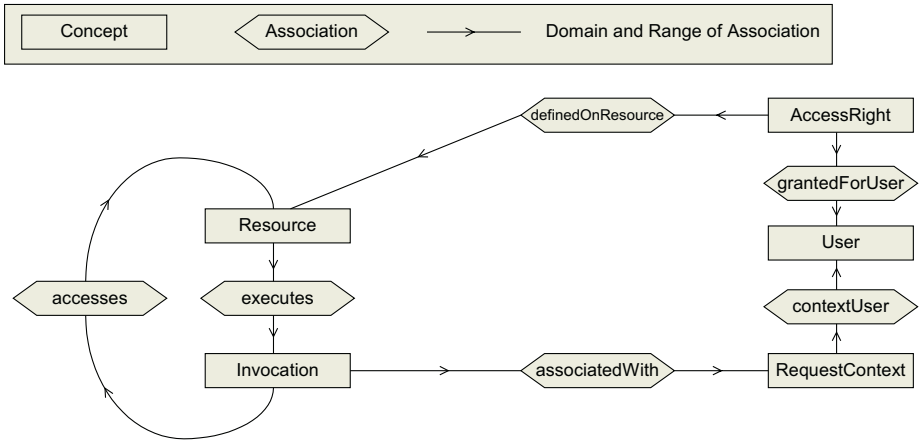 Concept
Association
Domain and Range of Association
definedOnResource
AccessRight
grantedForUser
Resource
User
accesses
executes
contextUser
Invocation
associatedWith
RequestContext